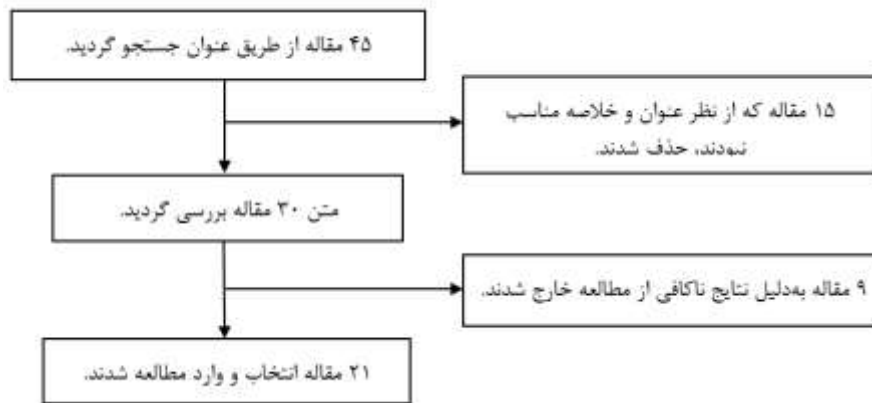 ۴۵ مقاله از طریق عنوان جستجو گردید.
۱۵ مقاله که از نظر عنوان و خلاصه مناسب
نبودند، حذف شدند.
متن ۳۰ مقاله بررسی گردید.
۹ مقاله به‌دلیل نتایج ناکافی از مطالعه خارج شدند.
۲۱ مقاله انتخاب و وارد مطالعه شدند.